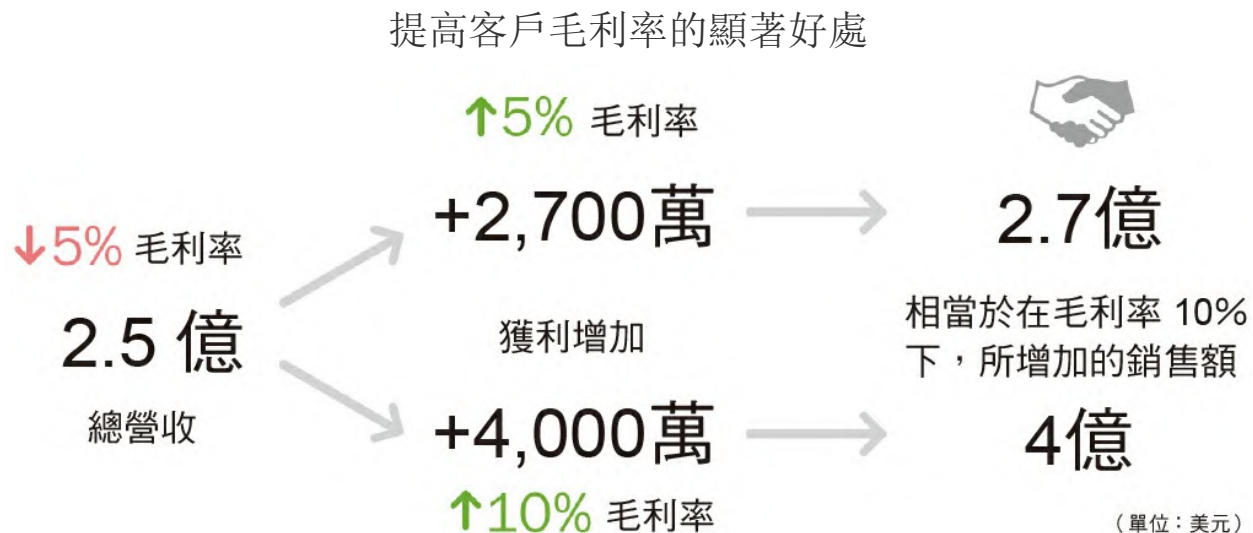 提高客戶毛利率的顯著好處
↑5% 毛利率
+2,700萬
2.7億
↓5% 毛利率
2.5 億
總營收
獲利增加
相當於在毛利率 10%
下，所增加的銷售額
+4,000萬
4億
↑10% 毛利率
（單位：美元）